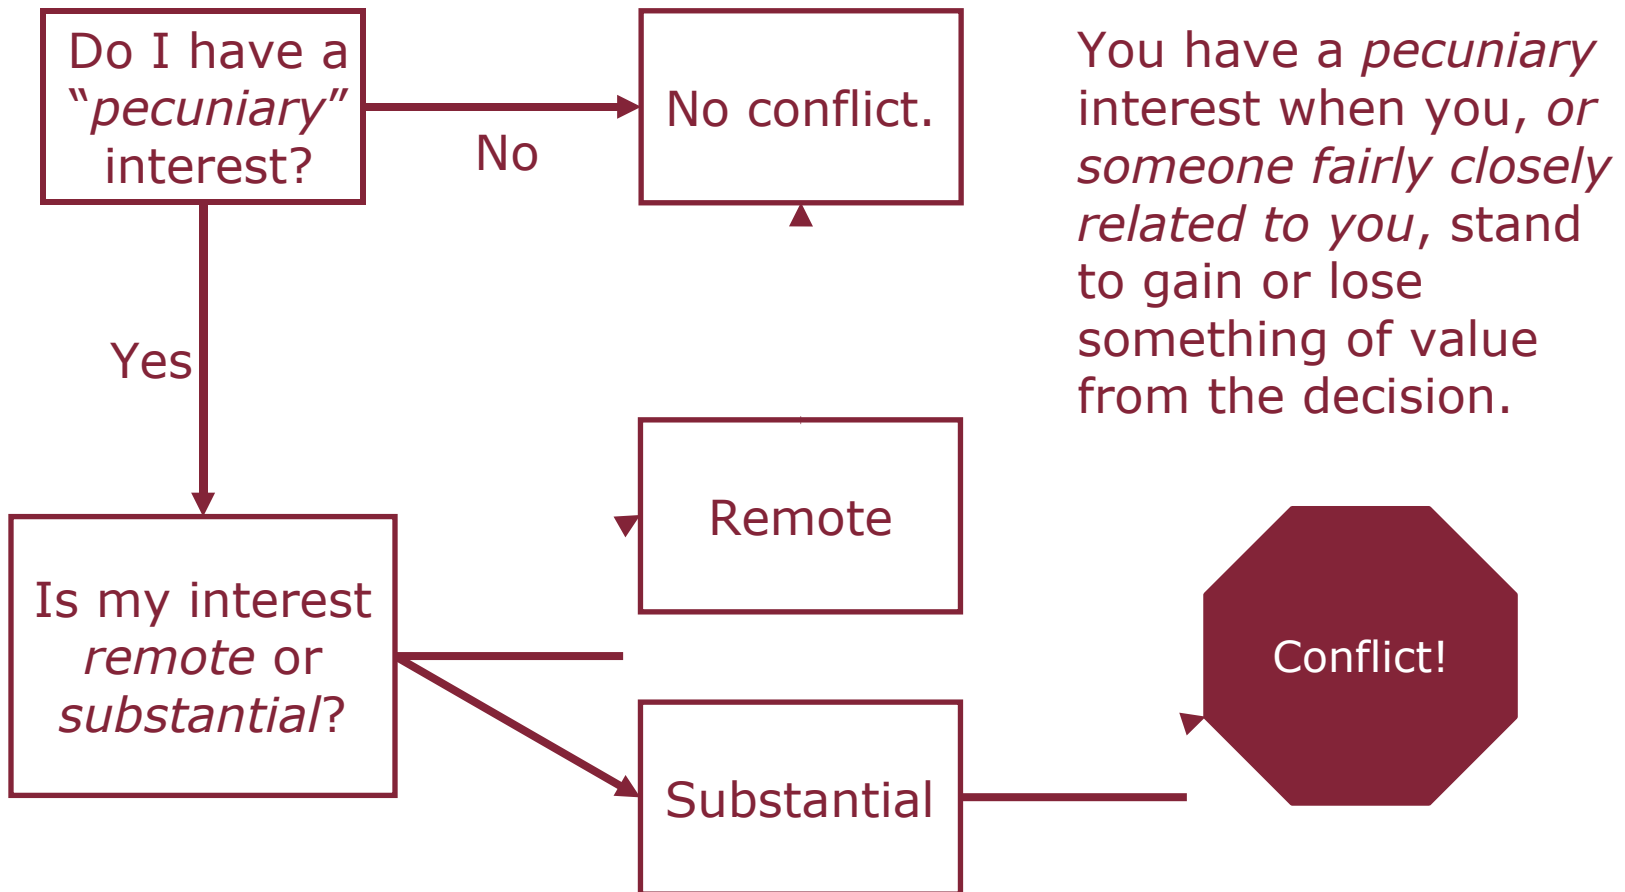 Do I have a
“pecuniary”
interest?
No
No conflict.
You have a pecuniary
interest when you, or
someone fairly closely
related to you, stand
to gain or lose
something of value
from the decision.
Yes
Is my interest
remote or
substantial?
Remote
Substantial
Conflict!